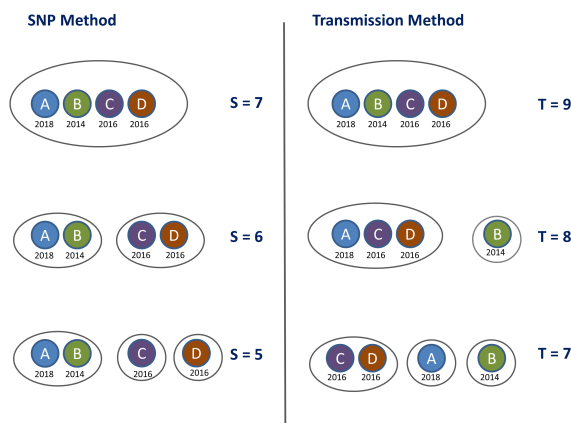 SNP Method
A B C D
2018 2014 2016 2016
S = 7
A B C D
2018 2014 2016 2016
S = 6
A B C D
2018 2014 2016 2016
S = 5
Transmission Method
A B C D
2018 2014 2016 2016
T = 9
A C D B
2018 2016 2016 2014
T = 8
C D A B
2016 2016 2018 2014
T = 7